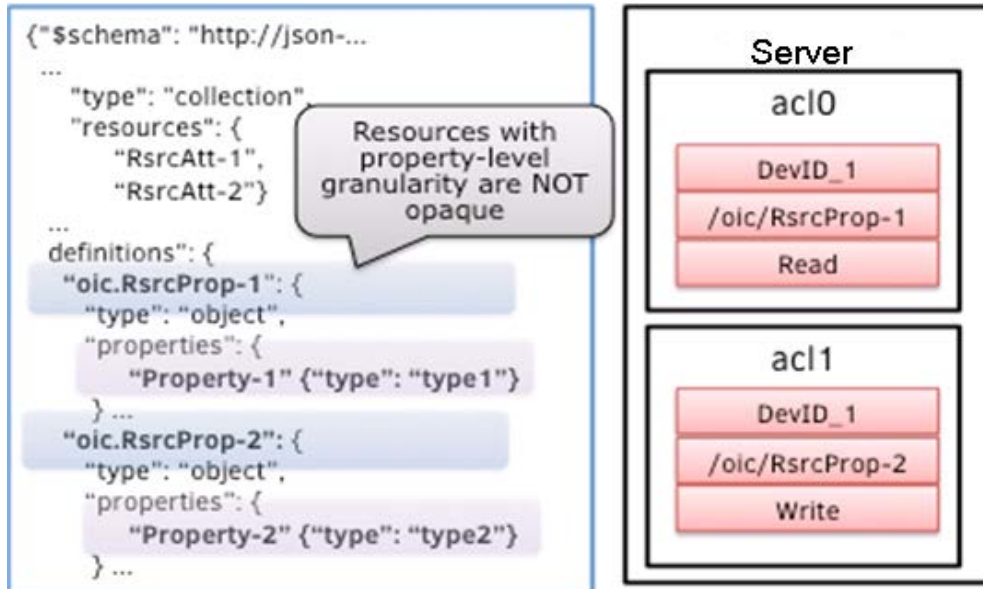 {"$schema": "http://json-...
...
"type": "collection",
"resources": {
“RsrcAtt-1”,
“RsrcAtt-2”}
...
definitions": {
“oic.RsrcProp-1": {
“type”: “object”,
“properties”: {
“Property-1” {“type”: “type1”}
} ...
“oic.RsrcProp-2": {
“type”: “object”,
“properties”: {
“Property-2” {“type”: “type2”}
} ...
Resources with
property-level
granularity are NOT
opaque
Server
acl0
DevID_1
/oic/RsrcProp-1
Read
acl1
DevID_1
/oic/RsrcProp-2
Write